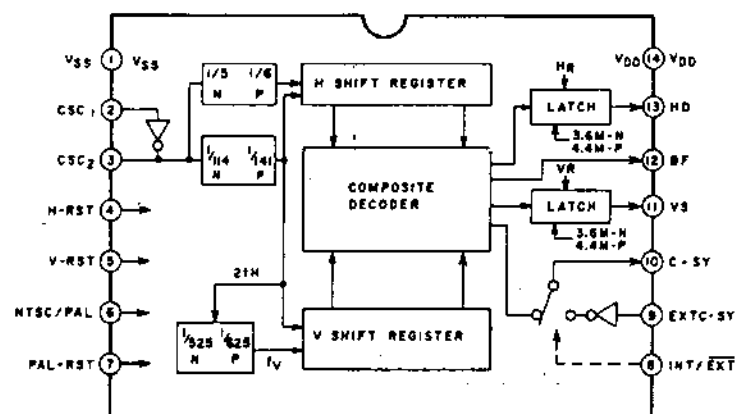 VSS 1 VSS
CSC1 2
CSC2 3
H-RST 4
V-RST 5
NTSC/PAL 6
PAL-RST 7
1/5 1/6
N P
1/114 1/141
N P
2fH
1/525 1/625
N P
fV
H SHIFT REGISTER
COMPOSITE
DECODER
V SHIFT REGISTER
HR
LATCH
3.6M-N
4.4M-P
VR
LATCH
3.6M-N
4.4M-P
VDD 14 VDD
13 HD
12 BF
11 VS
10 C-SY
9 EXTC-SY
8 INT/EXT